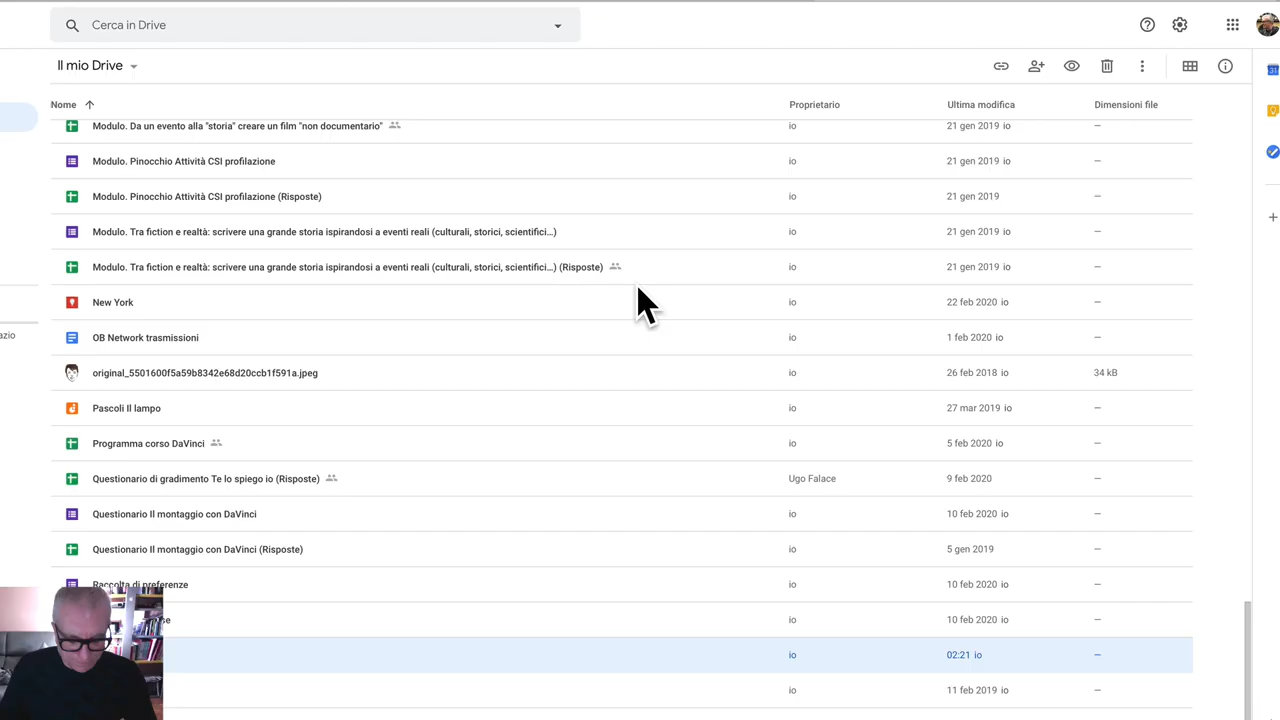 Cerca in Drive
Il mio Drive
Nome Proprietario Ultima modifica Dimensioni file
Modulo. Da un evento alla "storia" creare un film "non documentario" io 21 gen 2019 io —
Modulo. Pinocchio Attività CSI profilazione io 21 gen 2019 io —
Modulo. Pinocchio Attività CSI profilazione (Risposte) io 21 gen 2019 —
Modulo. Tra fiction e realtà: scrivere una grande storia ispirandosi a eventi reali (culturali, storici, scientifici...) io 21 gen 2019 io —
Modulo. Tra fiction e realtà: scrivere una grande storia ispirandosi a eventi reali (culturali, storici, scientifici...) (Risposte) io 21 gen 2019 io —
New York io 22 feb 2020 io —
azio
OB Network trasmissioni io 1 feb 2020 io —
original_5501600f5a59b8342e68d20ccb1f591a.jpeg io 26 feb 2018 io 34 kB
Pascoli Il lampo io 27 mar 2019 io —
Programma corso DaVinci io 5 feb 2020 io —
Questionario di gradimento Te lo spiego io (Risposte) Ugo Falace 9 feb 2020 —
Questionario Il montaggio con DaVinci io 10 feb 2020 io —
Questionario Il montaggio con DaVinci (Risposte) io 5 gen 2019 —
Raccolta di preferenze io 10 feb 2020 io —
io 10 feb 2020 io —
io 02:21 io —
io 11 feb 2019 io —